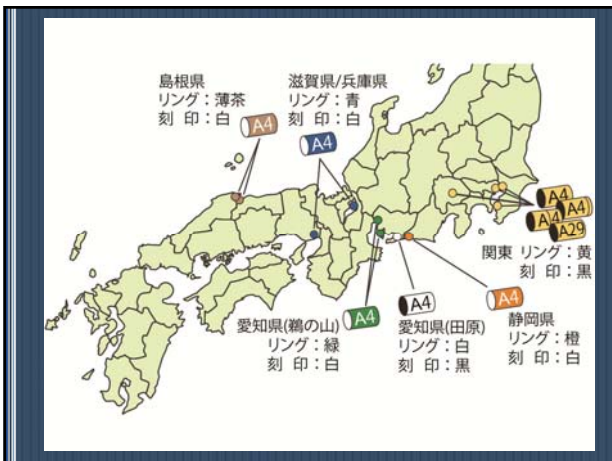 島根県
リング：薄茶
刻 印：白
A4
滋賀県/兵庫県
リング：青
刻 印：白
A4
A4
A4
A4
A29
関東 リング：黄
刻 印：黒
A4
愛知県(鵜の山)
リング：緑
刻 印：白
A4
愛知県(田原)
リング：白
刻 印：黒
A4
静岡県
リング：橙
刻 印：白